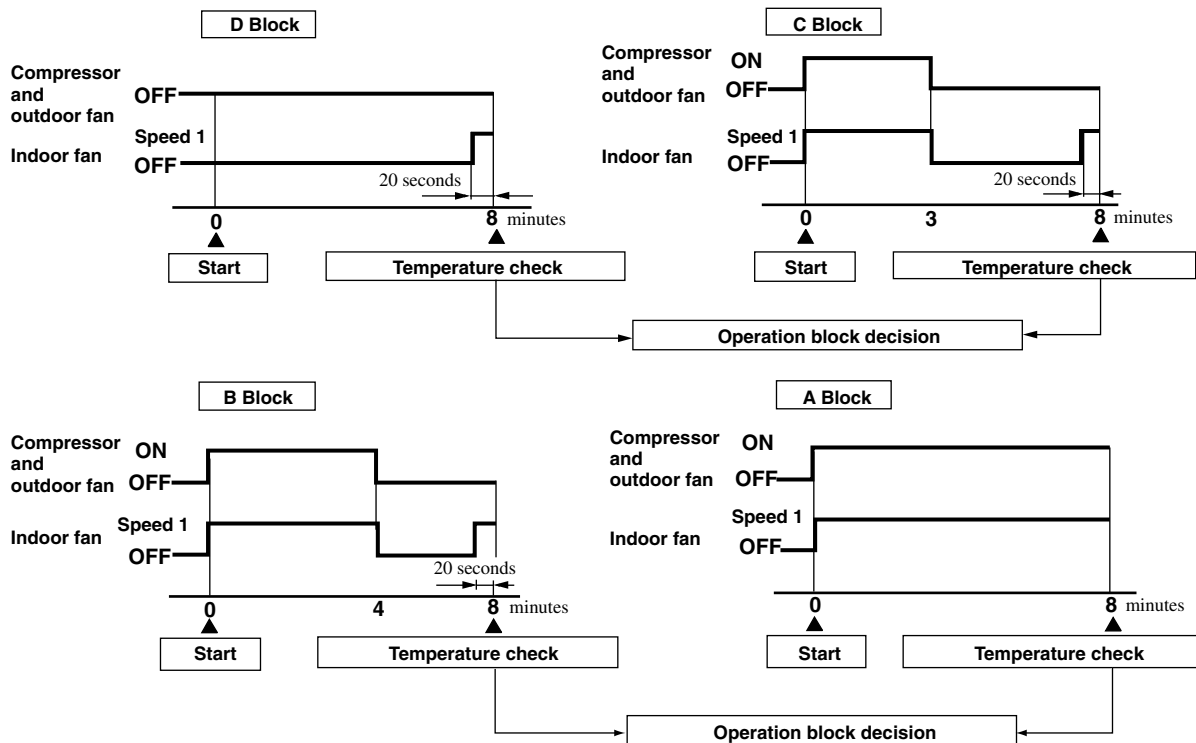 D Block
Compressor
and
outdoor fan
OFF
Speed 1
Indoor fan
OFF
20 seconds
0
8 minutes
Start
Temperature check
C Block
Compressor
and
outdoor fan
ON
OFF
Speed 1
Indoor fan
OFF
20 seconds
0
3
8 minutes
Start
Temperature check
Operation block decision
B Block
Compressor
and
outdoor fan
ON
OFF
Speed 1
Indoor fan
OFF
20 seconds
0
4
8 minutes
Start
Temperature check
A Block
Compressor
and
outdoor fan
ON
OFF
Speed 1
Indoor fan
OFF
0
8 minutes
Start
Temperature check
Operation block decision